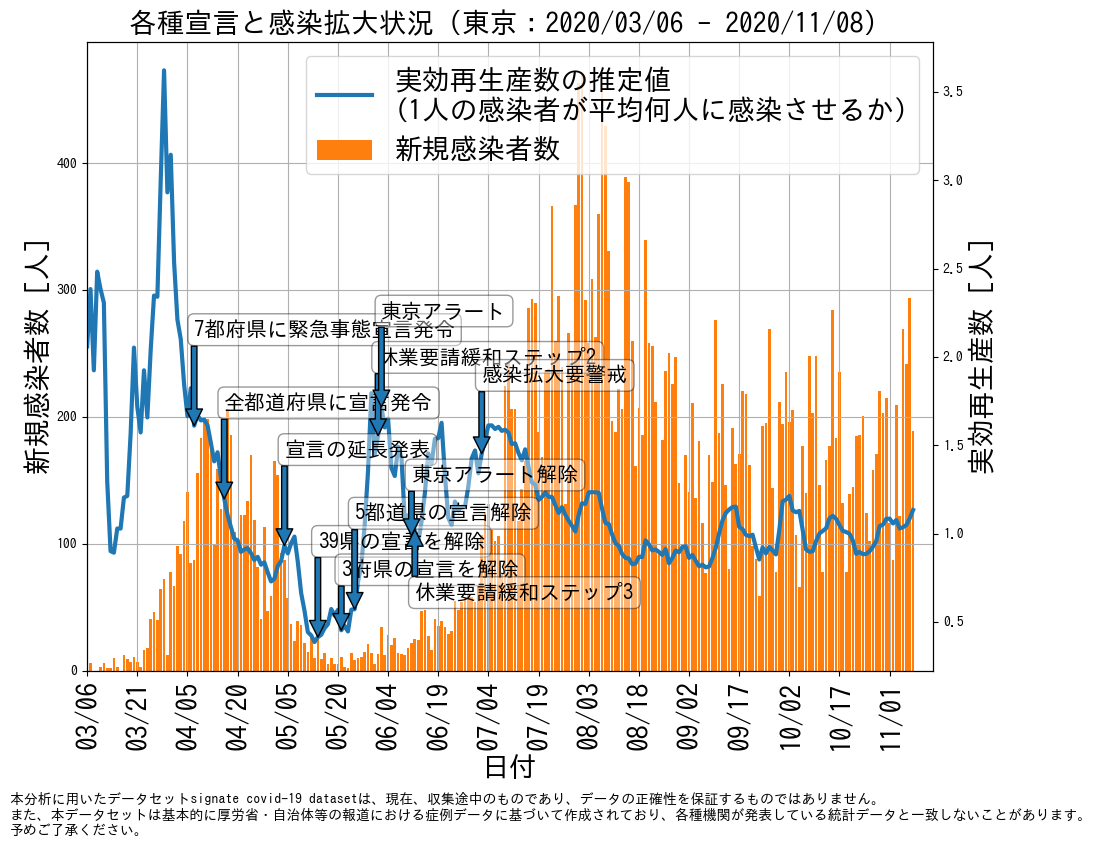 各種宣言と感染拡大状況 (東京：2020/03/06 - 2020/11/08)
実効再生産数の推定値
(1人の感染者が平均何人に感染させるか)
新規感染者数
新規感染者数 [人]
400
300
200
100
0
実効再生産数 [人]
3.5
3.0
2.5
2.0
1.5
1.0
0.5
東京アラート
7都府県に緊急事態宣言発令
休業要請緩和ステップ2
感染拡大要警戒
全都道府県に宣言発令
宣言の延長発表
東京アラート解除
5都道県の宣言解除
39県の宣言を解除
3府県の宣言を解除
休業要請緩和ステップ3
03/06
03/21
04/05
04/20
05/05
05/20
06/04
06/19
07/04
07/19
08/03
08/18
09/02
09/17
10/02
10/17
11/01
日付
本分析に用いたデータセットsignate covid-19 datasetは、現在、収集途中のものであり、データの正確性を保証するものではありません。
また、本データセットは基本的に厚労省・自治体等の報道における症例データに基づいて作成されており、各種機関が発表している統計データと一致しないことがあります。
予めご了承ください。